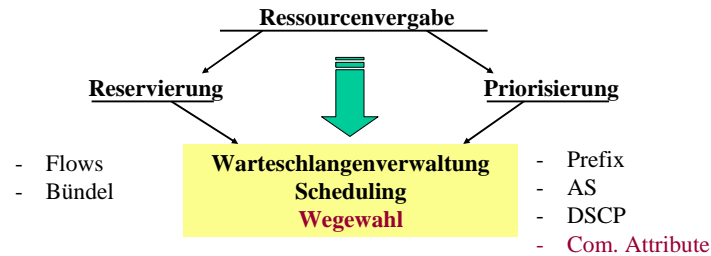 Ressourcenvergabe
Reservierung
Priorisierung
- Flows
- Bündel
Warteschlangenverwaltung
Scheduling
Wegewahl
- Prefix
- AS
- DSCP
- Com. Attribute